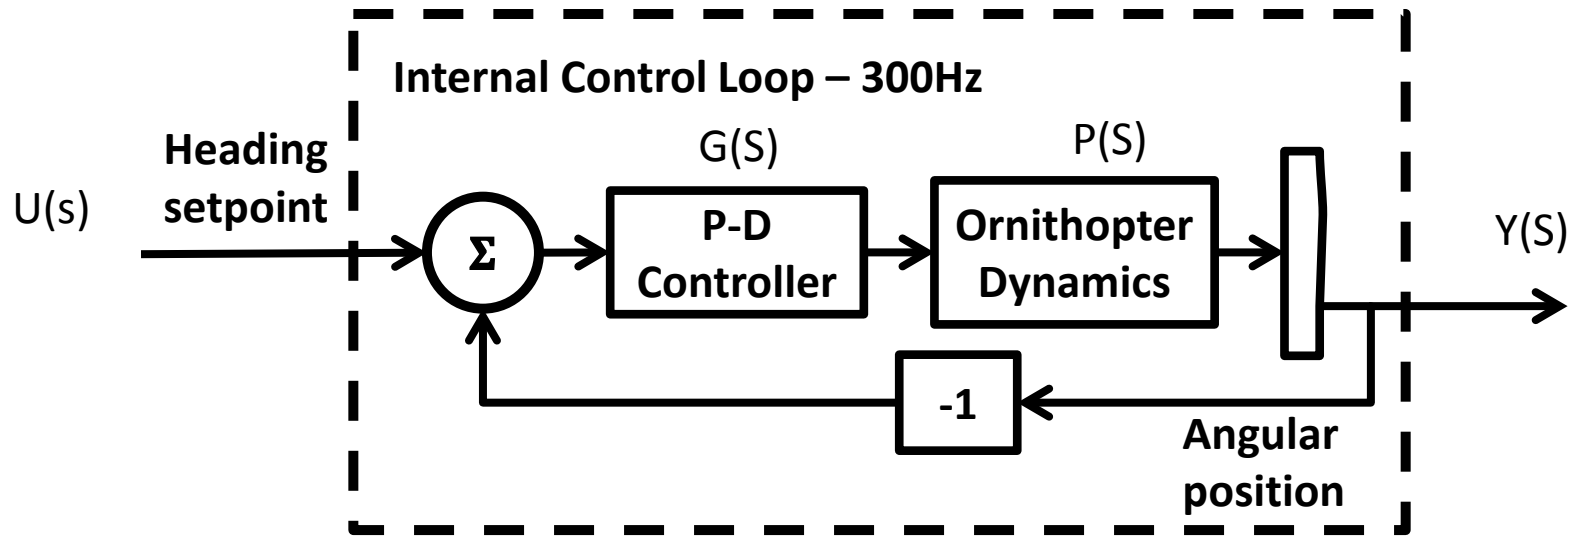 Internal Control Loop – 300Hz
Heading
setpoint
U(s)
G(S)
P(S)
Σ
P-D
Controller
Ornithopter
Dynamics
Y(S)
-1
Angular
position